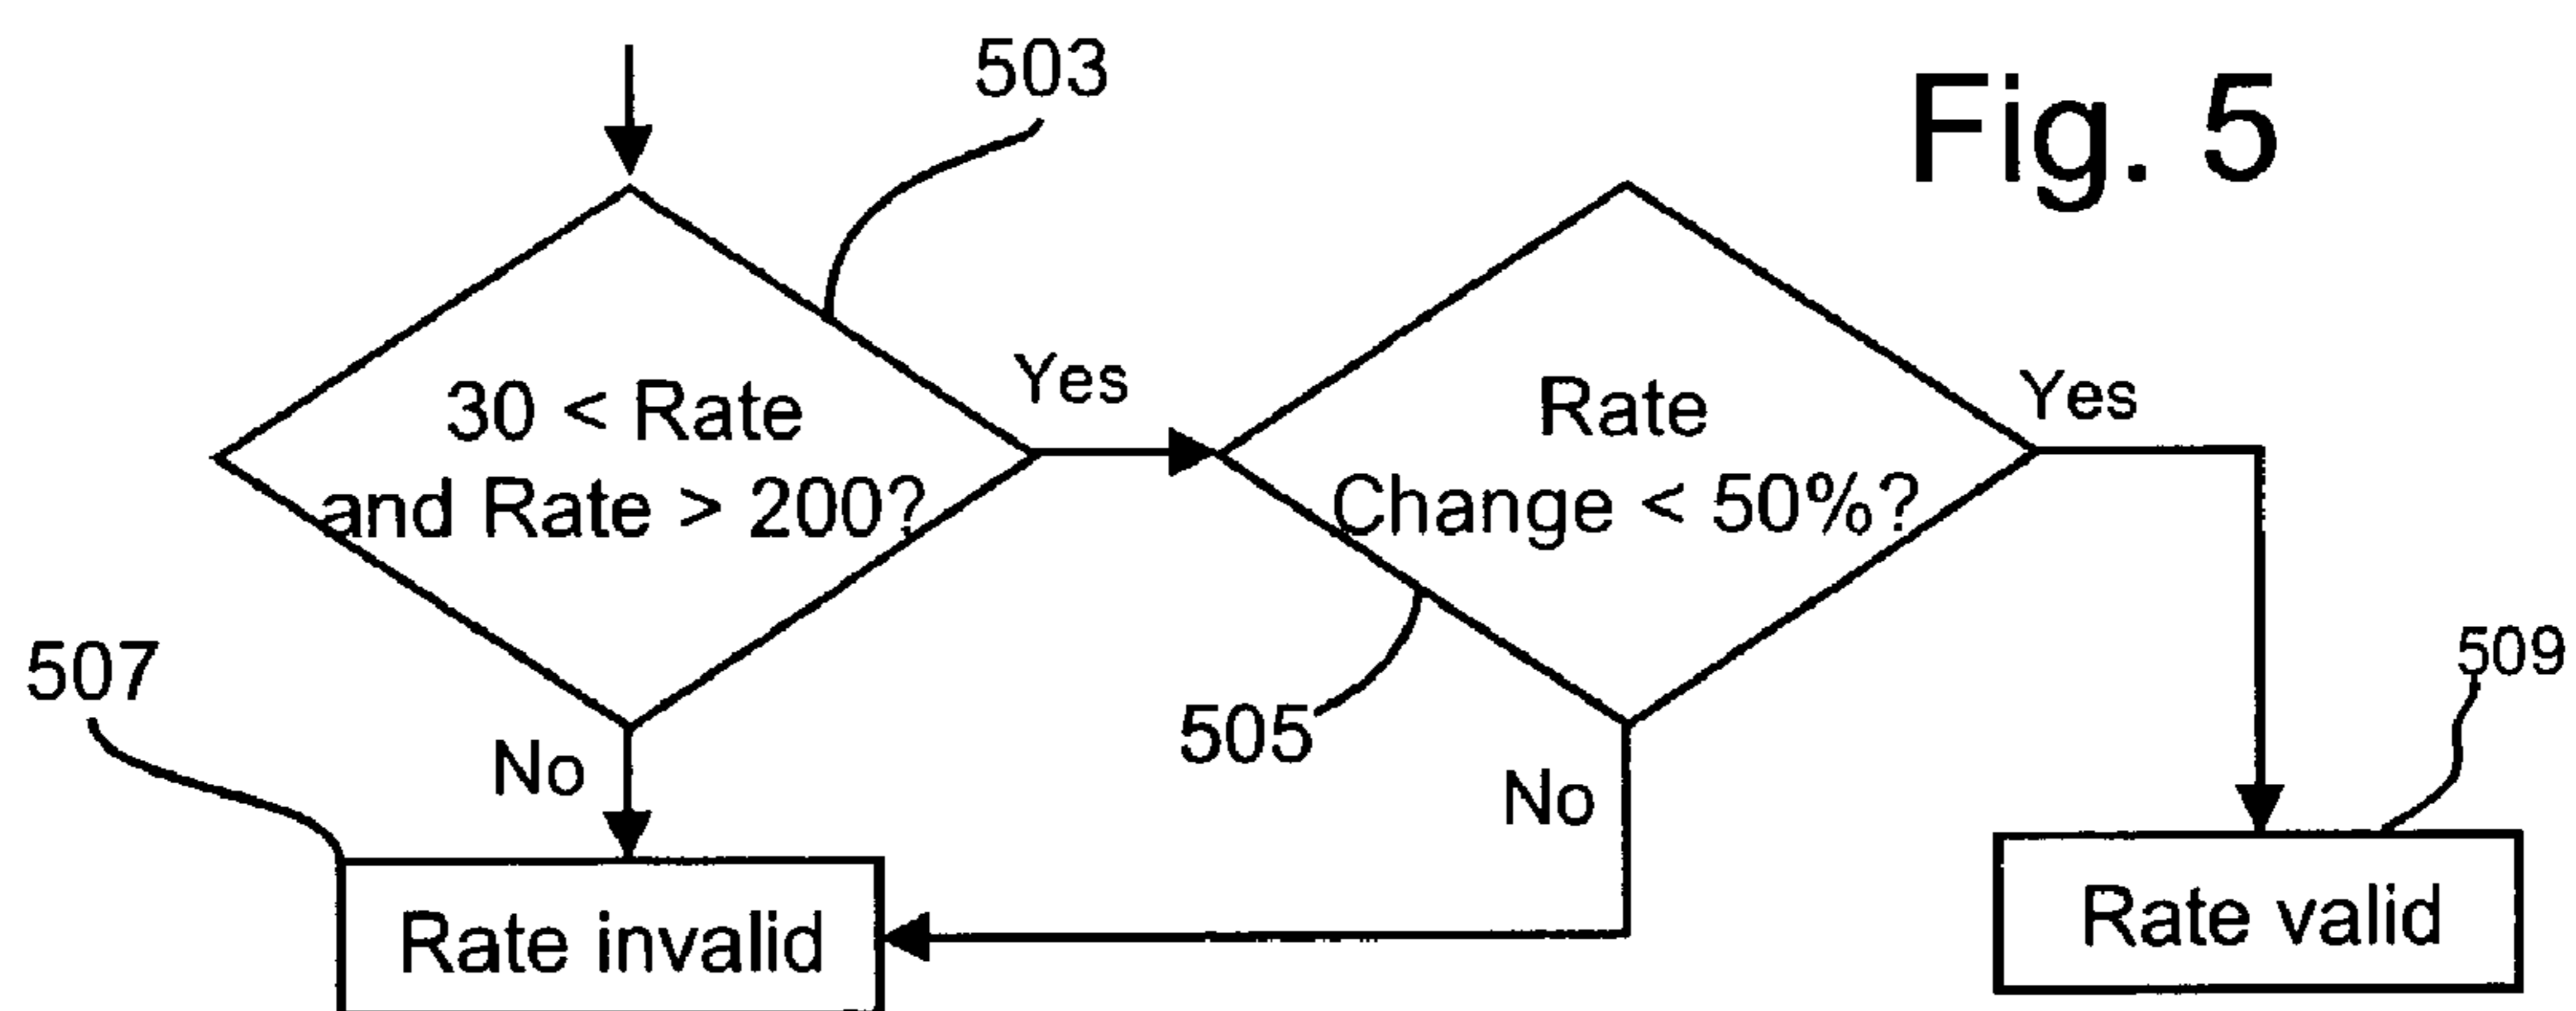 503
Fig. 5
30 < Rate
and Rate > 200?
Yes
Rate
Change < 50%?
Yes
507
No
505
No
509
Rate invalid
Rate valid